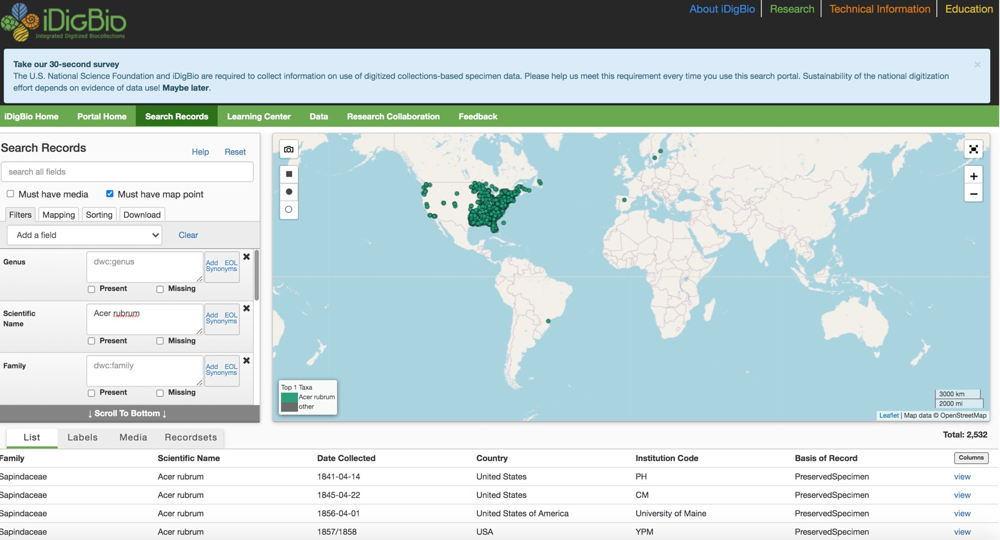 About iDigBio Research Technical Information Education
iDigBio
Integrated Digitized Biocollections
Take our 30-second survey ×
The U.S. National Science Foundation and iDigBio are required to collect information on use of digitized collections-based specimen data. Please help us meet this requirement every time you use this search portal. Sustainability of the national digitization
effort depends on evidence of data use! Maybe later.
iDigBio Home Portal Home Search Records Learning Center Data Research Collaboration Feedback
Search Records Help Reset
search all fields
Must have media Must have map point
Filters Mapping Sorting Download
Add a field Clear
Genus dwc:genus Add EOL
Synonyms
Present Missing
Scientific
Name
Acer rubrum Add EOL
Synonyms
Present Missing
Family dwc:family Add EOL
Synonyms
Present Missing
↓ Scroll To Bottom ↓
+
−
Top 1 Taxa
Acer rubrum
other
3000 km
2000 mi
Leaflet | Map data © OpenStreetMap
List Labels Media Recordsets Total: 2,532
Family Scientific Name Date Collected Country Institution Code Basis of Record Columns
Sapindaceae Acer rubrum 1841-04-14 United States PH PreservedSpecimen view
Sapindaceae Acer rubrum 1845-04-22 United States CM PreservedSpecimen view
Sapindaceae Acer rubrum 1856-04-01 United States of America University of Maine PreservedSpecimen view
Sapindaceae Acer rubrum 1857/1858 USA YPM PreservedSpecimen view